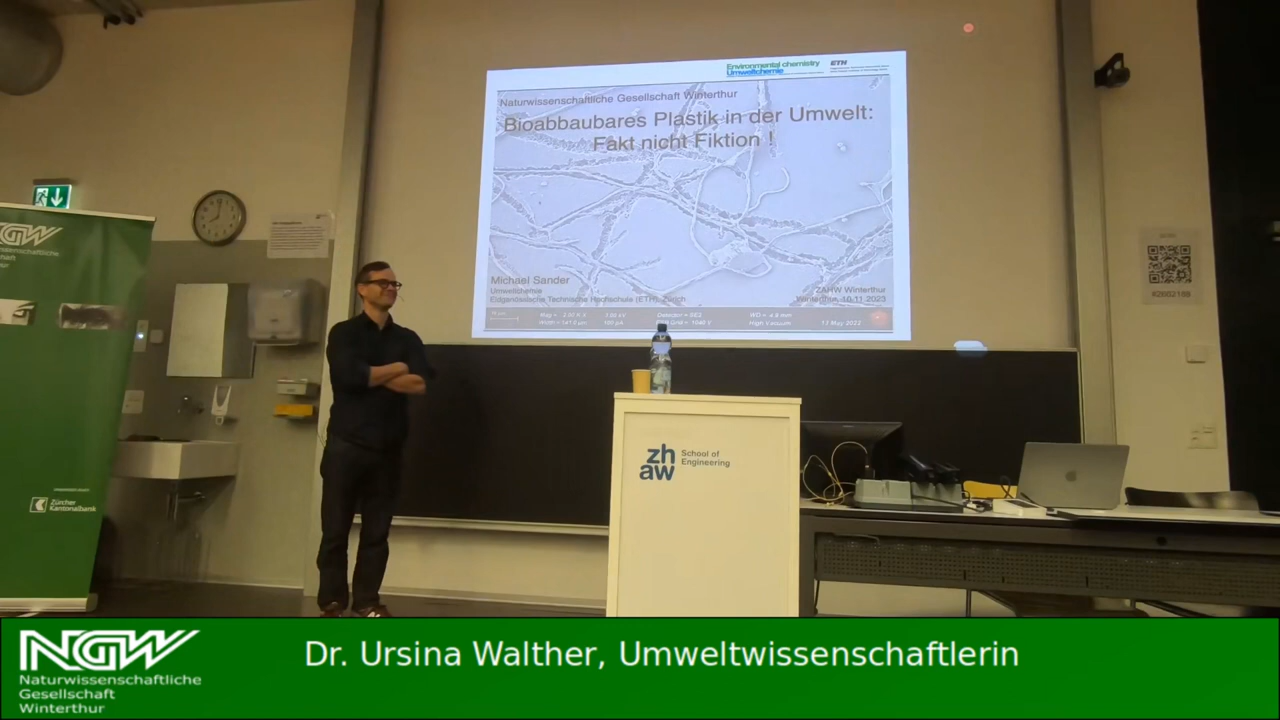 Environmental chemistry
Umweltchemie
ETH
Naturwissenschaftliche Gesellschaft Winterthur
Bioabbaubares Plastik in der Umwelt:
Fakt nicht Fiktion !
Michael Sander
Umweltchemie
Eidgenössische Technische Hochschule (ETH), Zürich
ZAHW Winterthur
Winterthur, 10.11.2023
High Vacuum
13 May 2022
NGW
Zürcher
Kantonalbank
zh
aw
School of
Engineering
#2602188
NGW
Naturwissenschaftliche
Gesellschaft
Winterthur
Dr. Ursina Walther, Umweltwissenschaftlerin